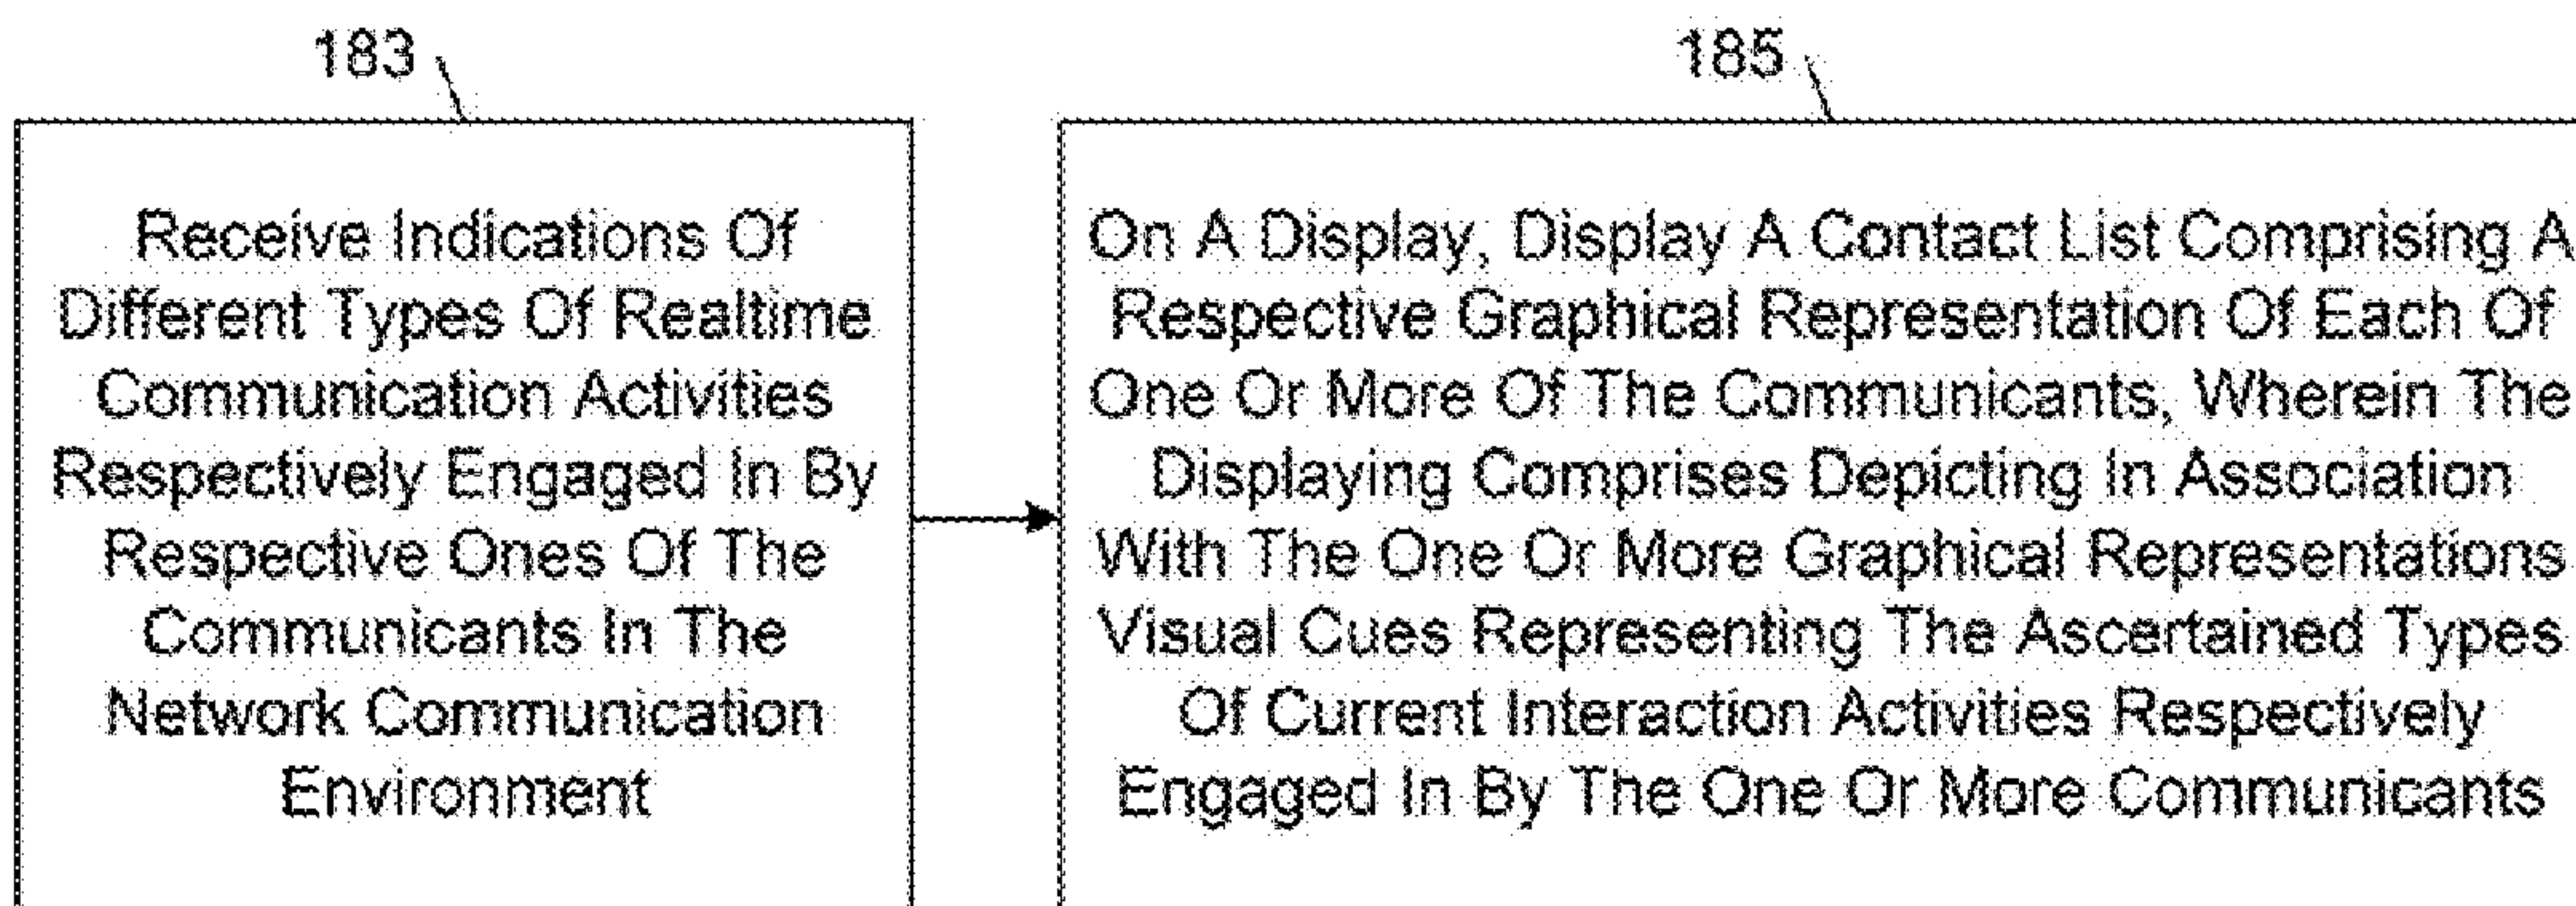 183
Receive Indications Of
Different Types Of Realtime
Communication Activities
Respectively Engaged In By
Respective Ones Of The
Communicants In The
Network Communication
Environment
185
On A Display, Display A Contact List Comprising A
Respective Graphical Representation Of Each Of
One Or More Of The Communicants, Wherein The
Displaying Comprises Depicting In Association
With The One Or More Graphical Representations
Visual Cues Representing The Ascertained Types
Of Current Interaction Activities Respectively
Engaged In By The One Or More Communicants